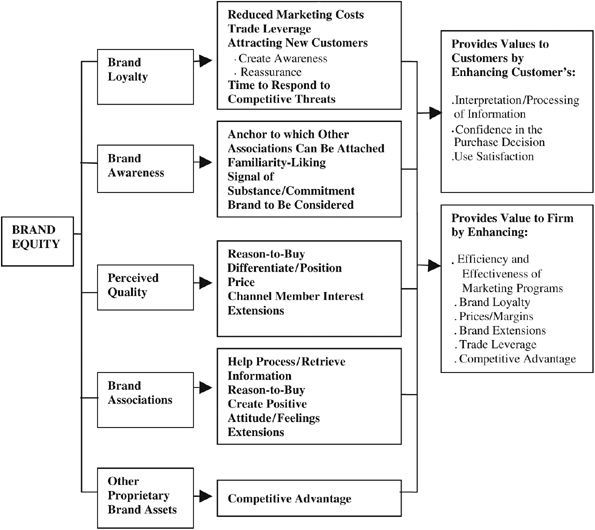 BRAND
EQUITY
Brand
Loyalty
Reduced Marketing Costs
Trade Leverage
Attracting New Customers
· Create Awareness
· Reassurance
Time to Respond to
Competitive Threats
Brand
Awareness
Anchor to which Other
Associations Can Be Attached
Familiarity-Liking
Signal of
Substance/Commitment
Brand to Be Considered
Perceived
Quality
Reason-to-Buy
Differentiate/Position
Price
Channel Member Interest
Extensions
Brand
Associations
Help Process/Retrieve
Information
Reason-to-Buy
Create Positive
Attitude/Feelings
Extensions
Other
Proprietary
Brand Assets
Competitive Advantage
Provides Values to
Customers by
Enhancing Customer's:
.Interpretation/Processing
of Information
.Confidence in the
Purchase Decision
.Use Satisfaction
Provides Value to Firm
by Enhancing:
. Efficiency and
Effectiveness of
Marketing Programs
. Brand Loyalty
. Prices/Margins
. Brand Extensions
. Trade Leverage
. Competitive Advantage